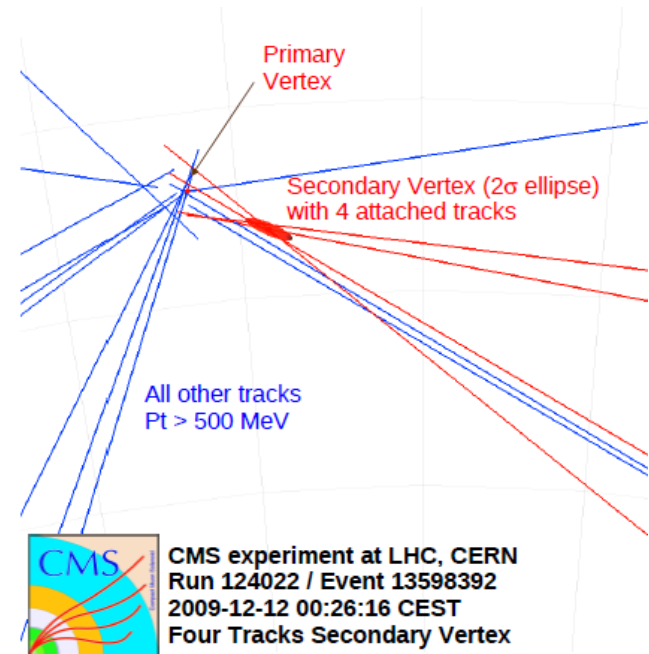 Primary
Vertex
Secondary Vertex (2σ ellipse)
with 4 attached tracks
All other tracks
Pt > 500 MeV
CMS
CMS experiment at LHC, CERN
Run 124022 / Event 13598392
2009-12-12 00:26:16 CEST
Four Tracks Secondary Vertex